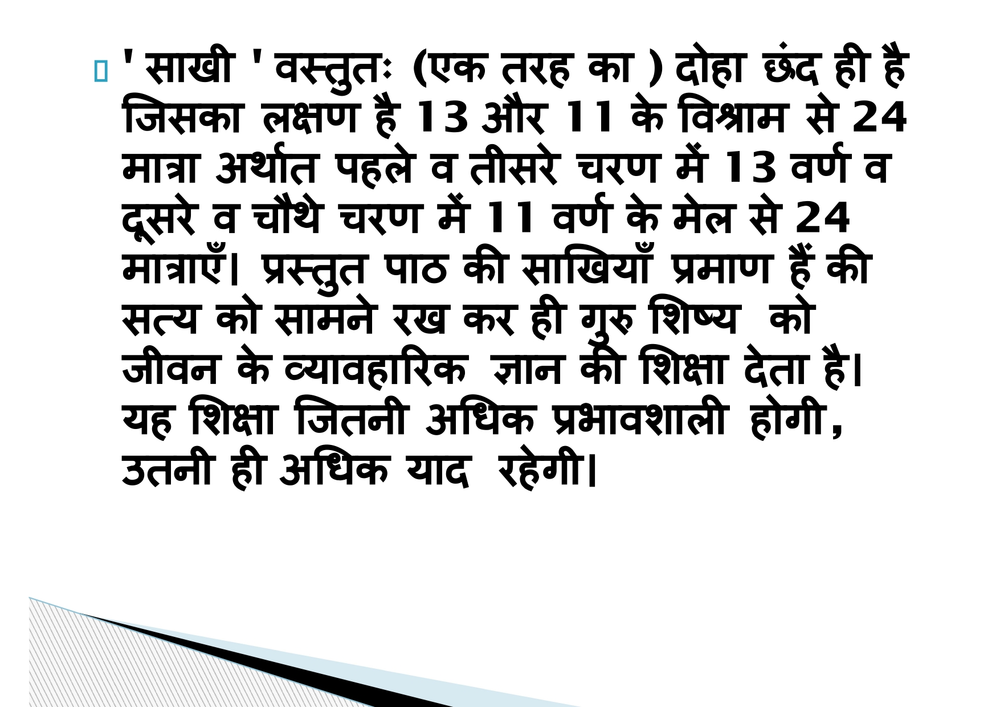 ' साखी ' वस्तुतः (एक तरह का ) दोहा छंद ही है
जिसका लक्षण है 13 और 11 के विश्राम से 24
मात्रा अर्थात पहले व तीसरे चरण में 13 वर्ण व
दूसरे व चौथे चरण में 11 वर्ण के मेल से 24
मात्राएँ। प्रस्तुत पाठ की साखियाँ प्रमाण हैं की
सत्य को सामने रख कर ही गुरु शिष्य को
जीवन के व्यावहारिक ज्ञान की शिक्षा देता है।
यह शिक्षा जितनी अधिक प्रभावशाली होगी,
उतनी ही अधिक याद रहेगी।